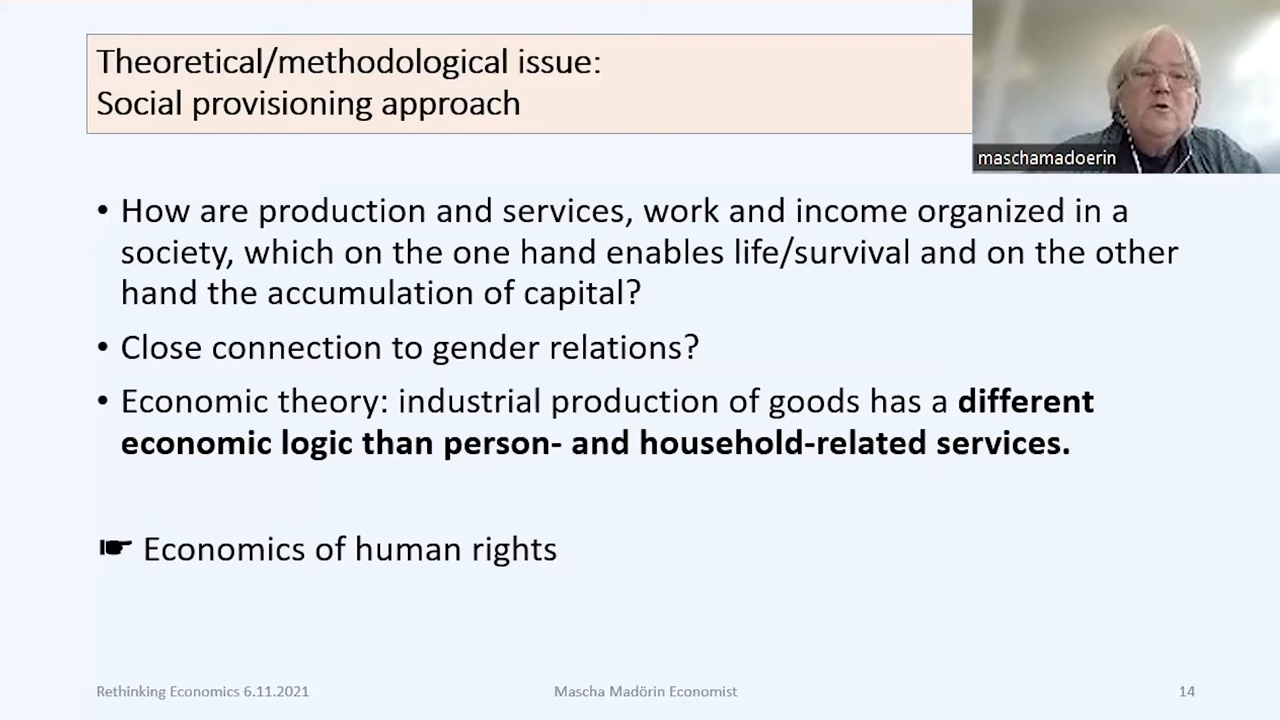 Theoretical/methodological issue:
Social provisioning approach
maschamadoerin
• How are production and services, work and income organized in a
society, which on the one hand enables life/survival and on the other
hand the accumulation of capital?
• Close connection to gender relations?
• Economic theory: industrial production of goods has a different
economic logic than person- and household-related services.
☛ Economics of human rights
Rethinking Economics 6.11.2021
Mascha Madörin Economist
14